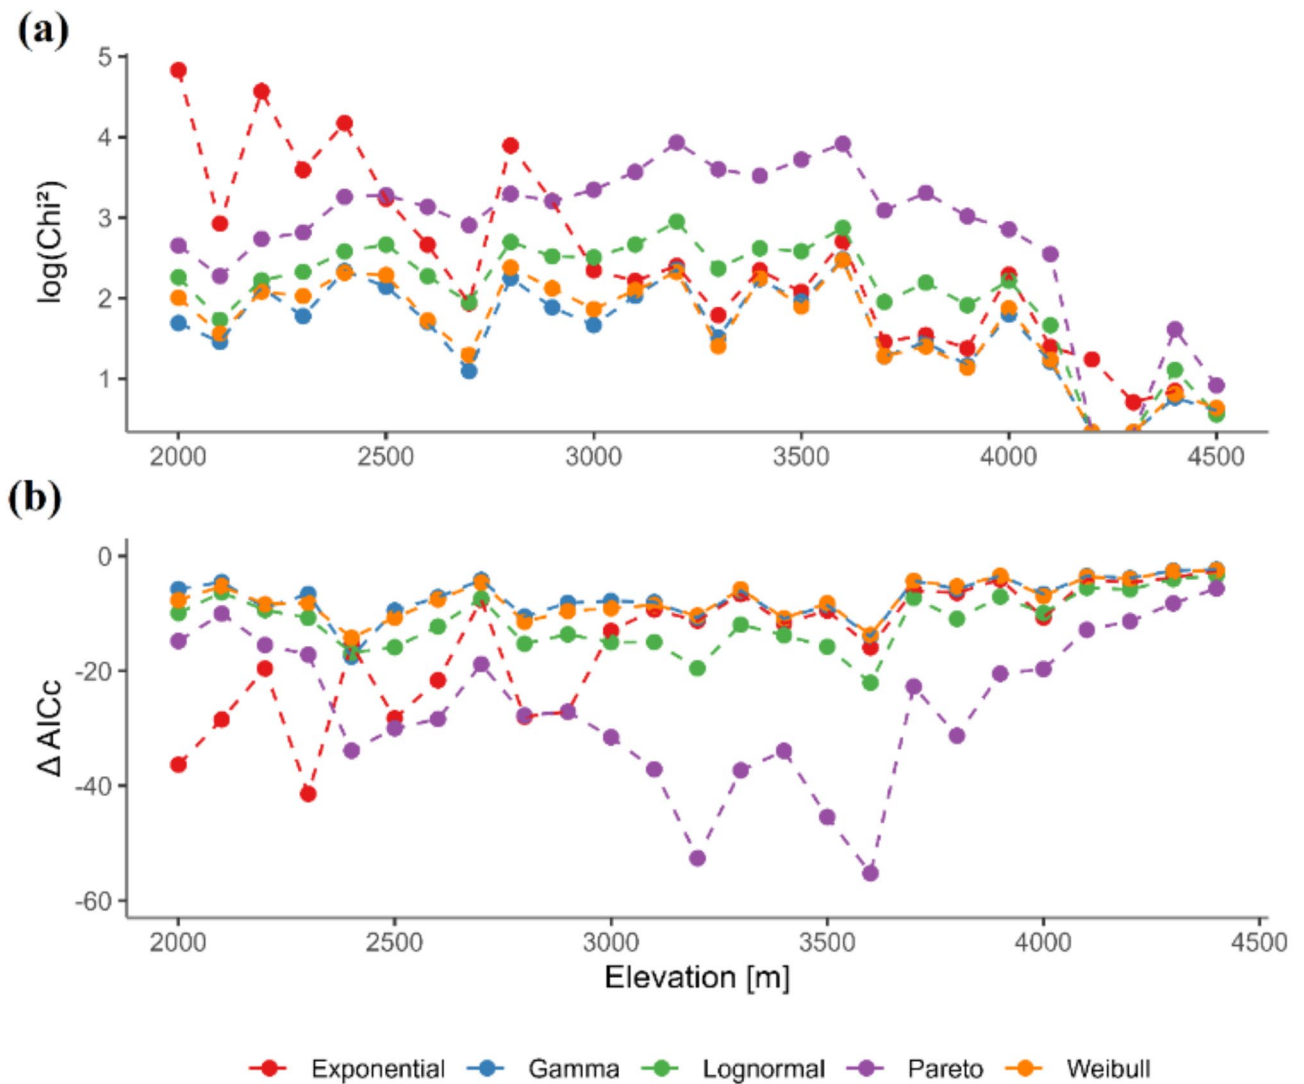 (a)
log(Chi²)
5
4
3
2
1
2000 2500 3000 3500 4000 4500
(b)
Δ AICc
0
-20
-40
-60
2000 2500 3000 3500 4000 4500
Elevation [m]
Exponential Gamma Lognormal Pareto Weibull